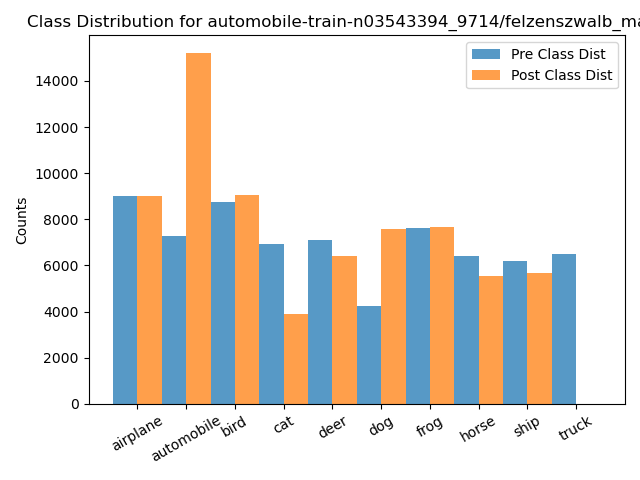 Class Distribution for automobile-train-n03543394_9714/felzenszwalb_ma
Pre Class Dist
Post Class Dist
Counts
14000
12000
10000
8000
6000
4000
2000
0
airplane
automobile
bird
cat
deer
dog
frog
horse
ship
truck